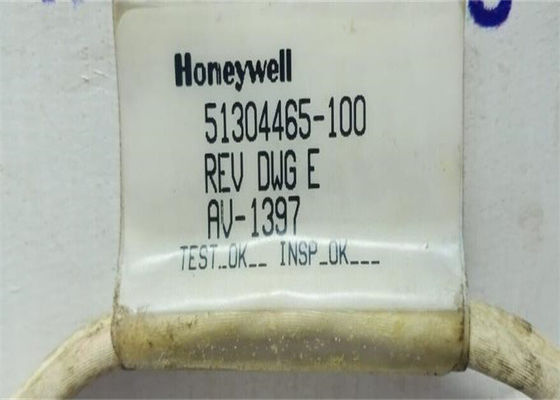 Honeywell
51304465-100
REV DWG E
AV-1397
TEST_OK__ INSP_OK___